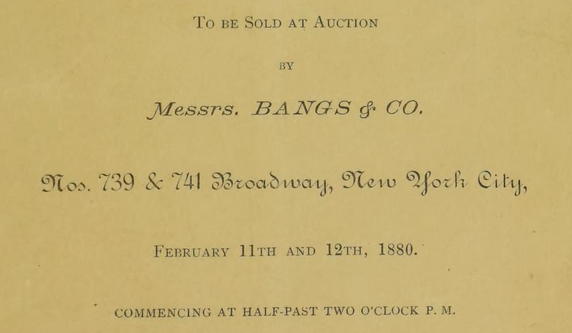 To be Sold at Auction
BY
Messrs. BANGS & CO.
Nos. 739 & 741 Broadway, New York City,
February 11th and 12th, 1880.
COMMENCING AT HALF-PAST TWO O'CLOCK P. M.